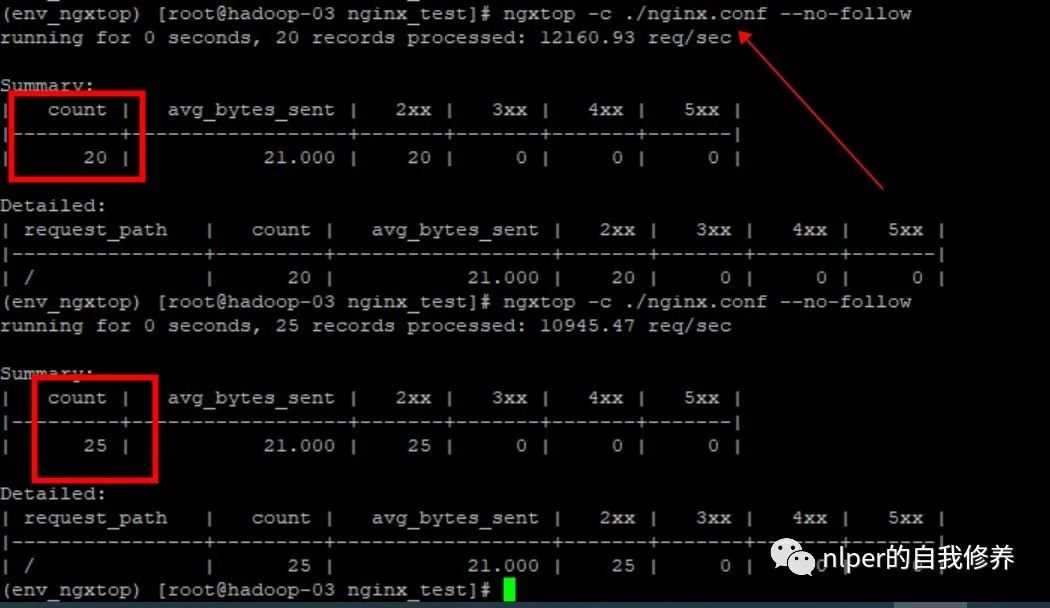 (env_ngxtop) [root@hadoop-03 nginx_test]# ngxtop -c ./nginx.conf --no-follow
running for 0 seconds, 20 records processed: 12160.93 req/sec
Summary:
| count | avg_bytes_sent | 2xx | 3xx | 4xx | 5xx |
|---------+------------------+-------+-------+-------+-------|
| 20 | 21.000 | 20 | 0 | 0 | 0 |
Detailed:
| request_path | count | avg_bytes_sent | 2xx | 3xx | 4xx | 5xx |
|----------------+---------+------------------+-------+-------+-------+-------|
| / | 20 | 21.000 | 20 | 0 | 0 | 0 |
(env_ngxtop) [root@hadoop-03 nginx_test]# ngxtop -c ./nginx.conf --no-follow
running for 0 seconds, 25 records processed: 10945.47 req/sec
Summary:
| count | avg_bytes_sent | 2xx | 3xx | 4xx | 5xx |
|---------+------------------+-------+-------+-------+-------|
| 25 | 21.000 | 25 | 0 | 0 | 0 |
Detailed:
| request_path | count | avg_bytes_sent | 2xx | 3xx | 4xx | 5xx |
|----------------+---------+------------------+-------+-------+-------+-------|
| / | 25 | 21.000 | 25 | 0 | 0 | 0 |
nlper的自我修养
(env_ngxtop) [root@hadoop-03 nginx_test]#